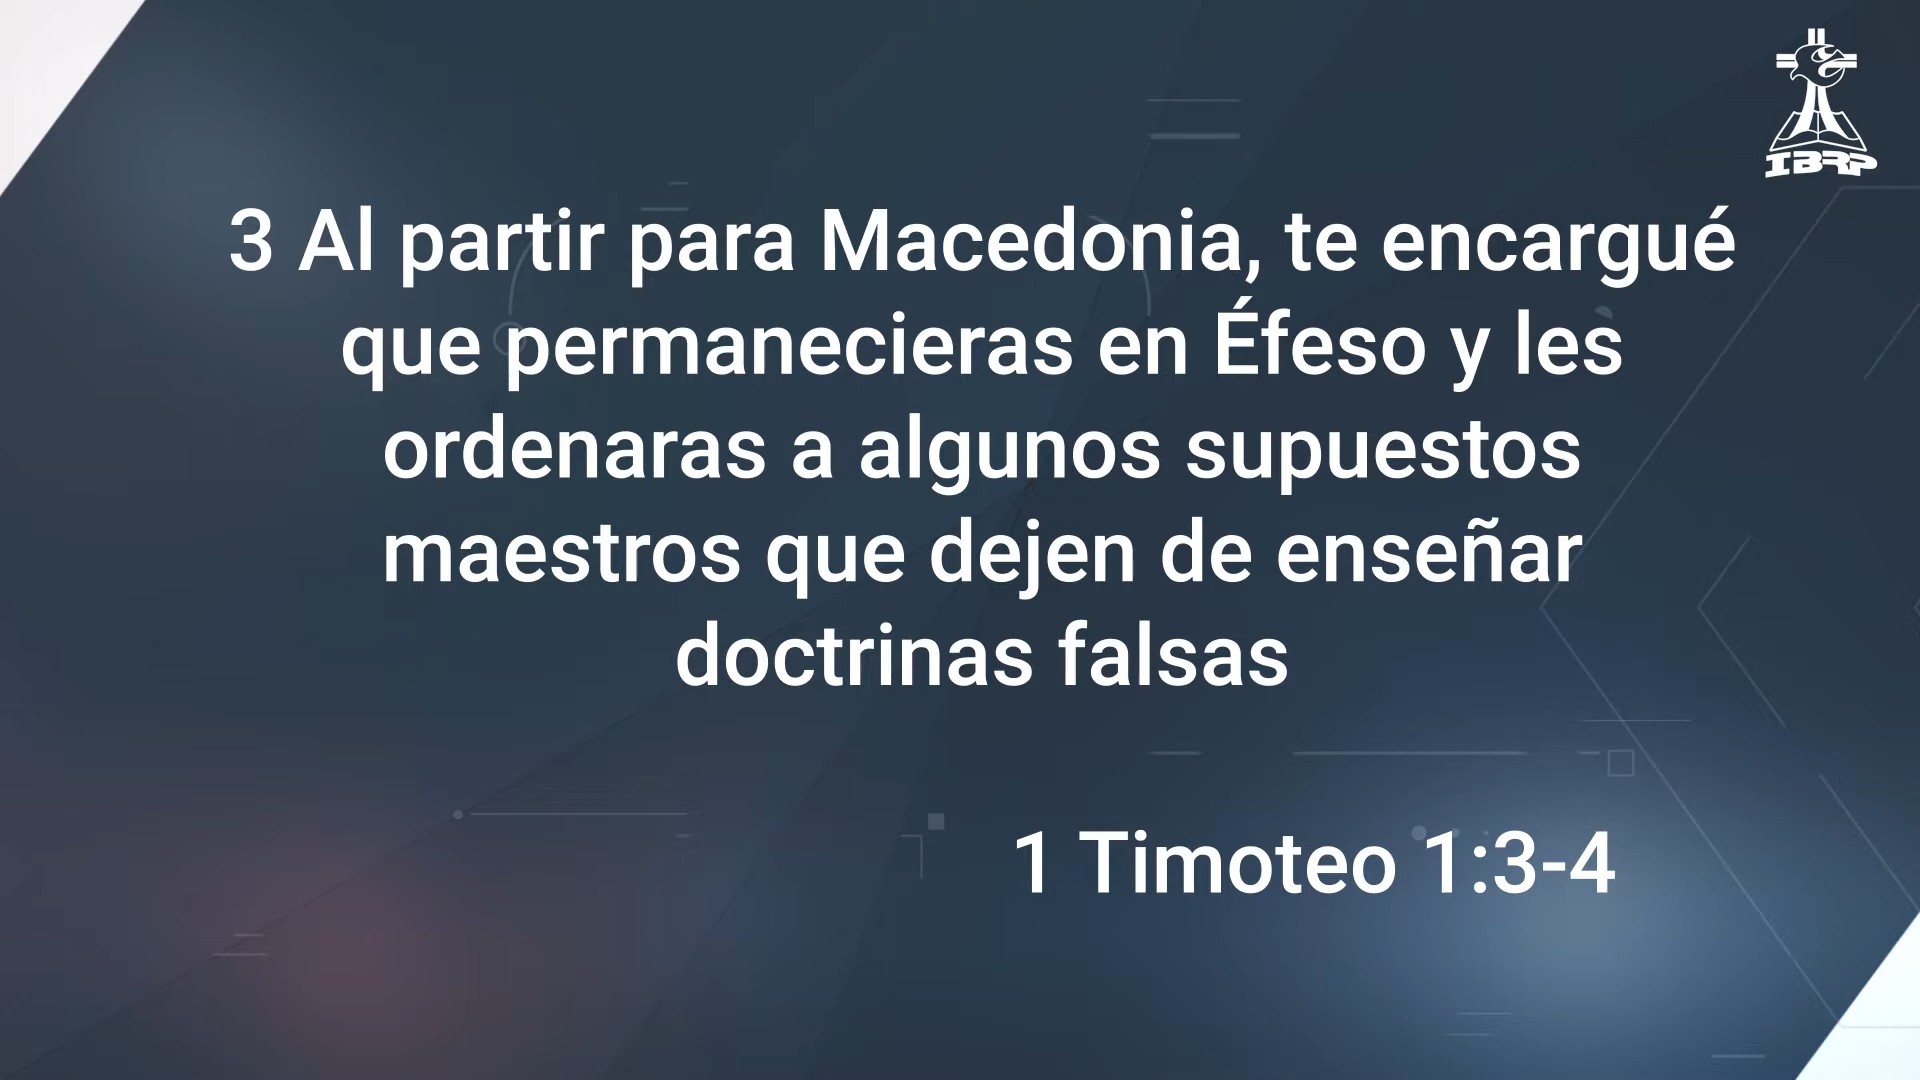 IBRP
3 Al partir para Macedonia, te encargué
que permanecieras en Éfeso y les
ordenaras a algunos supuestos
maestros que dejen de enseñar
doctrinas falsas
1 Timoteo 1:3-4